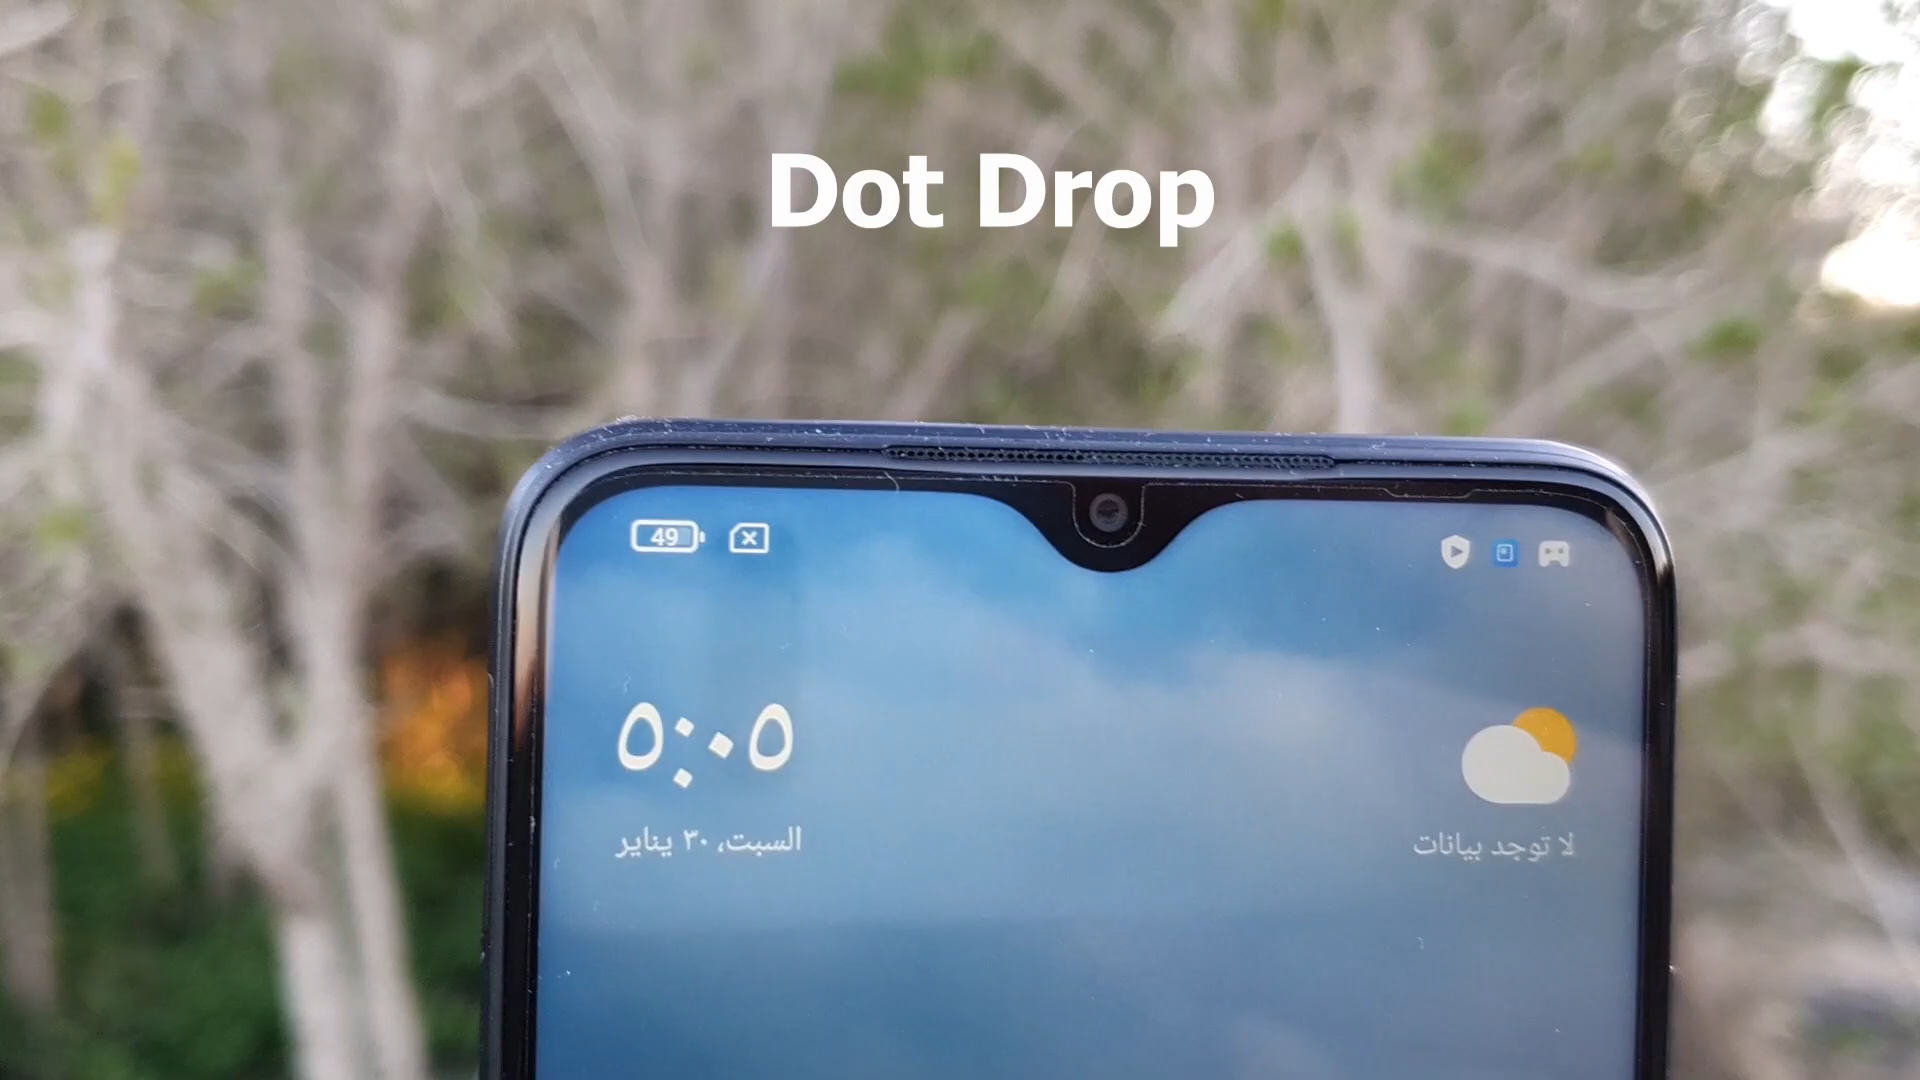 Dot Drop
49
٥:٠٥
السبت، ٣٠ يناير
لا توجد بيانات